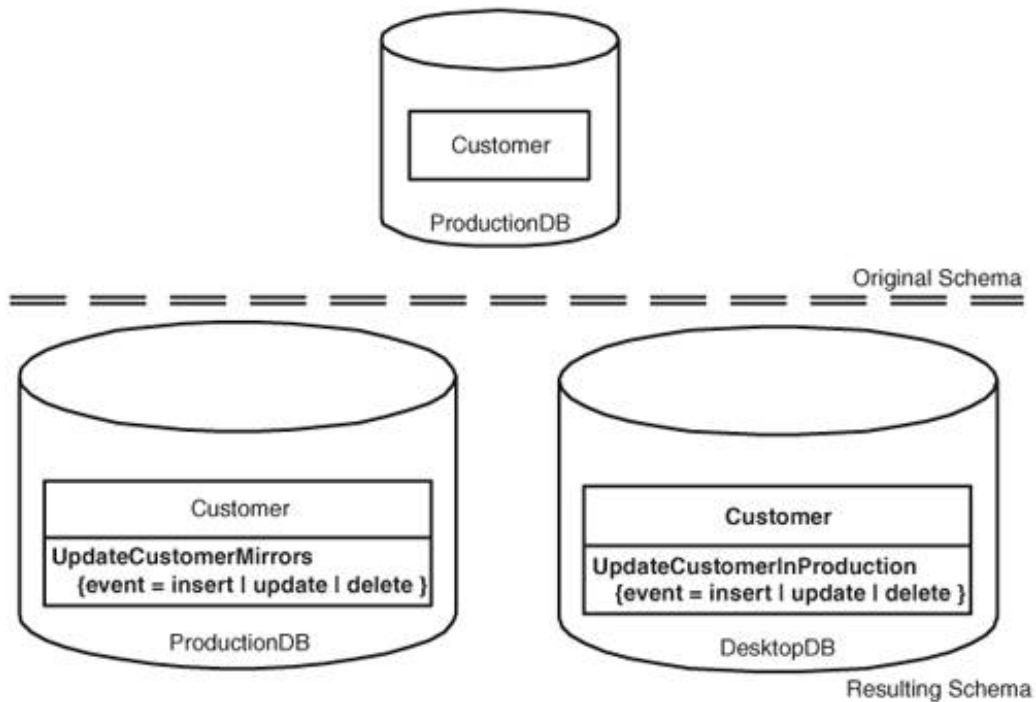 Customer
ProductionDB
Original Schema
Customer
UpdateCustomerMirrors
{event = insert | update | delete }
ProductionDB
Customer
UpdateCustomerInProduction
{event = insert | update | delete }
DesktopDB
Resulting Schema